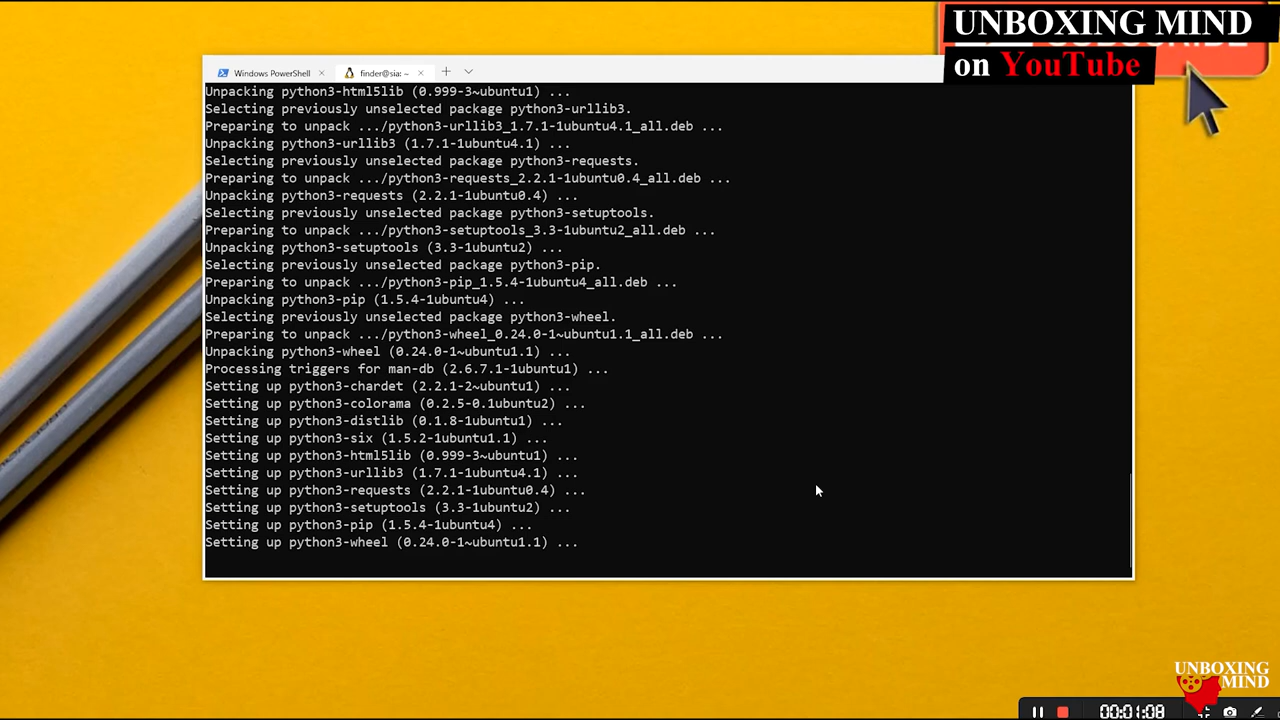 UNBOXING MIND
on YouTube
Windows PowerShell
finder@sia: ~
Unpacking python3-html5lib (0.999-3~ubuntu1) ...
Selecting previously unselected package python3-urllib3.
Preparing to unpack .../python3-urllib3_1.7.1-1ubuntu4.1_all.deb ...
Unpacking python3-urllib3 (1.7.1-1ubuntu4.1) ...
Selecting previously unselected package python3-requests.
Preparing to unpack .../python3-requests_2.2.1-1ubuntu0.4_all.deb ...
Unpacking python3-requests (2.2.1-1ubuntu0.4) ...
Selecting previously unselected package python3-setuptools.
Preparing to unpack .../python3-setuptools_3.3-1ubuntu2_all.deb ...
Unpacking python3-setuptools (3.3-1ubuntu2) ...
Selecting previously unselected package python3-pip.
Preparing to unpack .../python3-pip_1.5.4-1ubuntu4_all.deb ...
Unpacking python3-pip (1.5.4-1ubuntu4) ...
Selecting previously unselected package python3-wheel.
Preparing to unpack .../python3-wheel_0.24.0-1~ubuntu1.1_all.deb ...
Unpacking python3-wheel (0.24.0-1~ubuntu1.1) ...
Processing triggers for man-db (2.6.7.1-1ubuntu1) ...
Setting up python3-chardet (2.2.1-2~ubuntu1) ...
Setting up python3-colorama (0.2.5-0.1ubuntu2) ...
Setting up python3-distlib (0.1.8-1ubuntu1) ...
Setting up python3-six (1.5.2-1ubuntu1.1) ...
Setting up python3-html5lib (0.999-3~ubuntu1) ...
Setting up python3-urllib3 (1.7.1-1ubuntu4.1) ...
Setting up python3-requests (2.2.1-1ubuntu0.4) ...
Setting up python3-setuptools (3.3-1ubuntu2) ...
Setting up python3-pip (1.5.4-1ubuntu4) ...
Setting up python3-wheel (0.24.0-1~ubuntu1.1) ...
UNBOXING
MIND
00:01:08